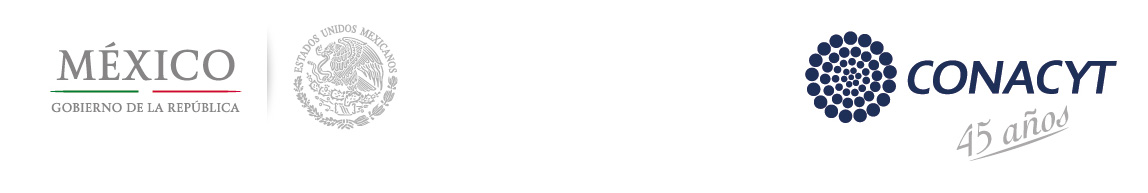 MÉXICO
GOBIERNO DE LA REPÚBLICA
ESTADOS UNIDOS MEXICANOS
CONACYT
45 años